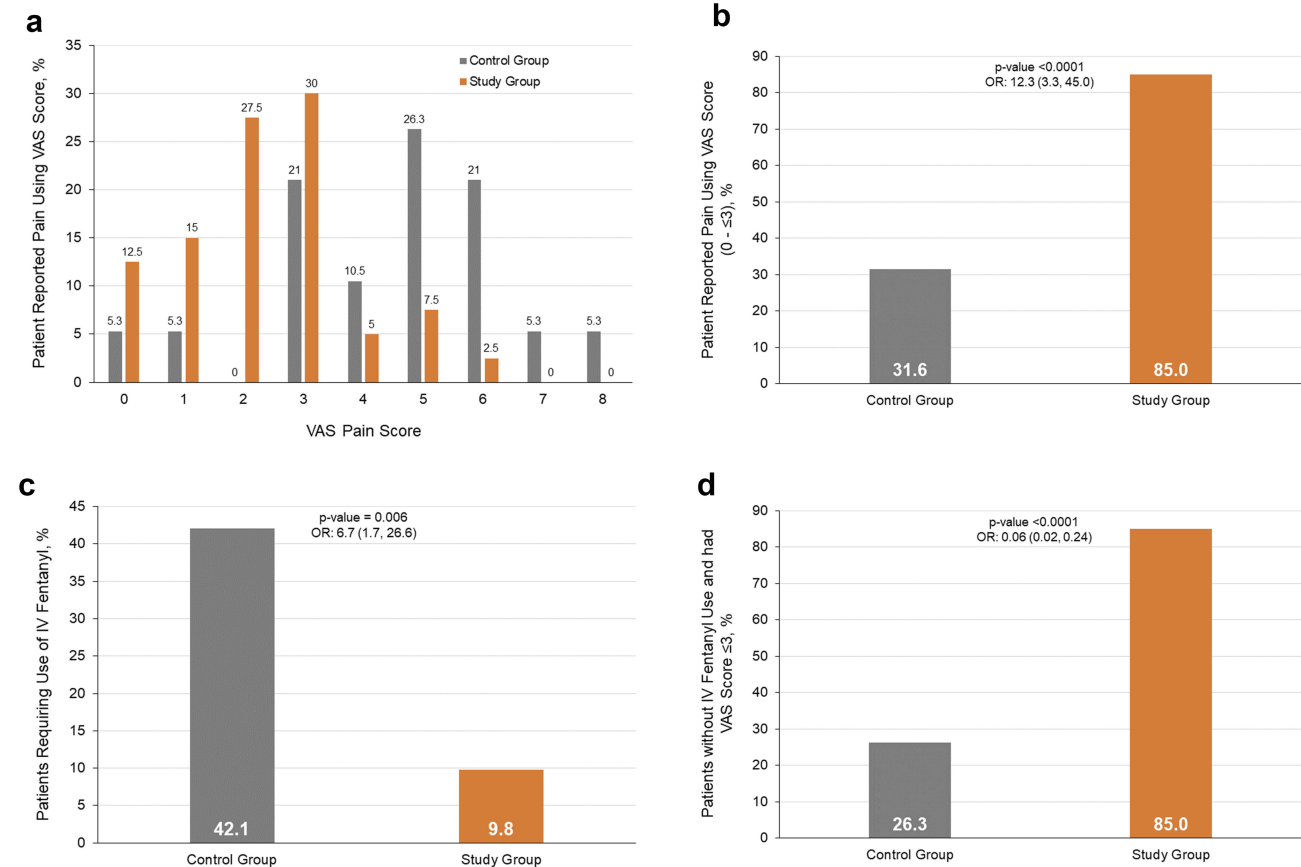 a
Patient Reported Pain Using VAS Score, %
35
30
25
20
15
10
5
0
Control Group
Study Group
5.3
12.5
5.3
15
0
27.5
21
30
10.5
5
26.3
7.5
21
2.5
5.3
0
5.3
0
0 1 2 3 4 5 6 7 8
VAS Pain Score
b
Patient Reported Pain Using VAS Score
(0 - ≤3), %
90
80
70
60
50
40
30
20
10
0
p-value <0.0001
OR: 12.3 (3.3, 45.0)
31.6
85.0
Control Group
Study Group
c
Patients Requiring Use of IV Fentanyl, %
45
40
35
30
25
20
15
10
5
0
p-value = 0.006
OR: 6.7 (1.7, 26.6)
42.1
9.8
Control Group
Study Group
d
Patients without IV Fentanyl Use and had
VAS Score ≤3, %
90
80
70
60
50
40
30
20
10
0
p-value <0.0001
OR: 0.06 (0.02, 0.24)
26.3
85.0
Control Group
Study Group